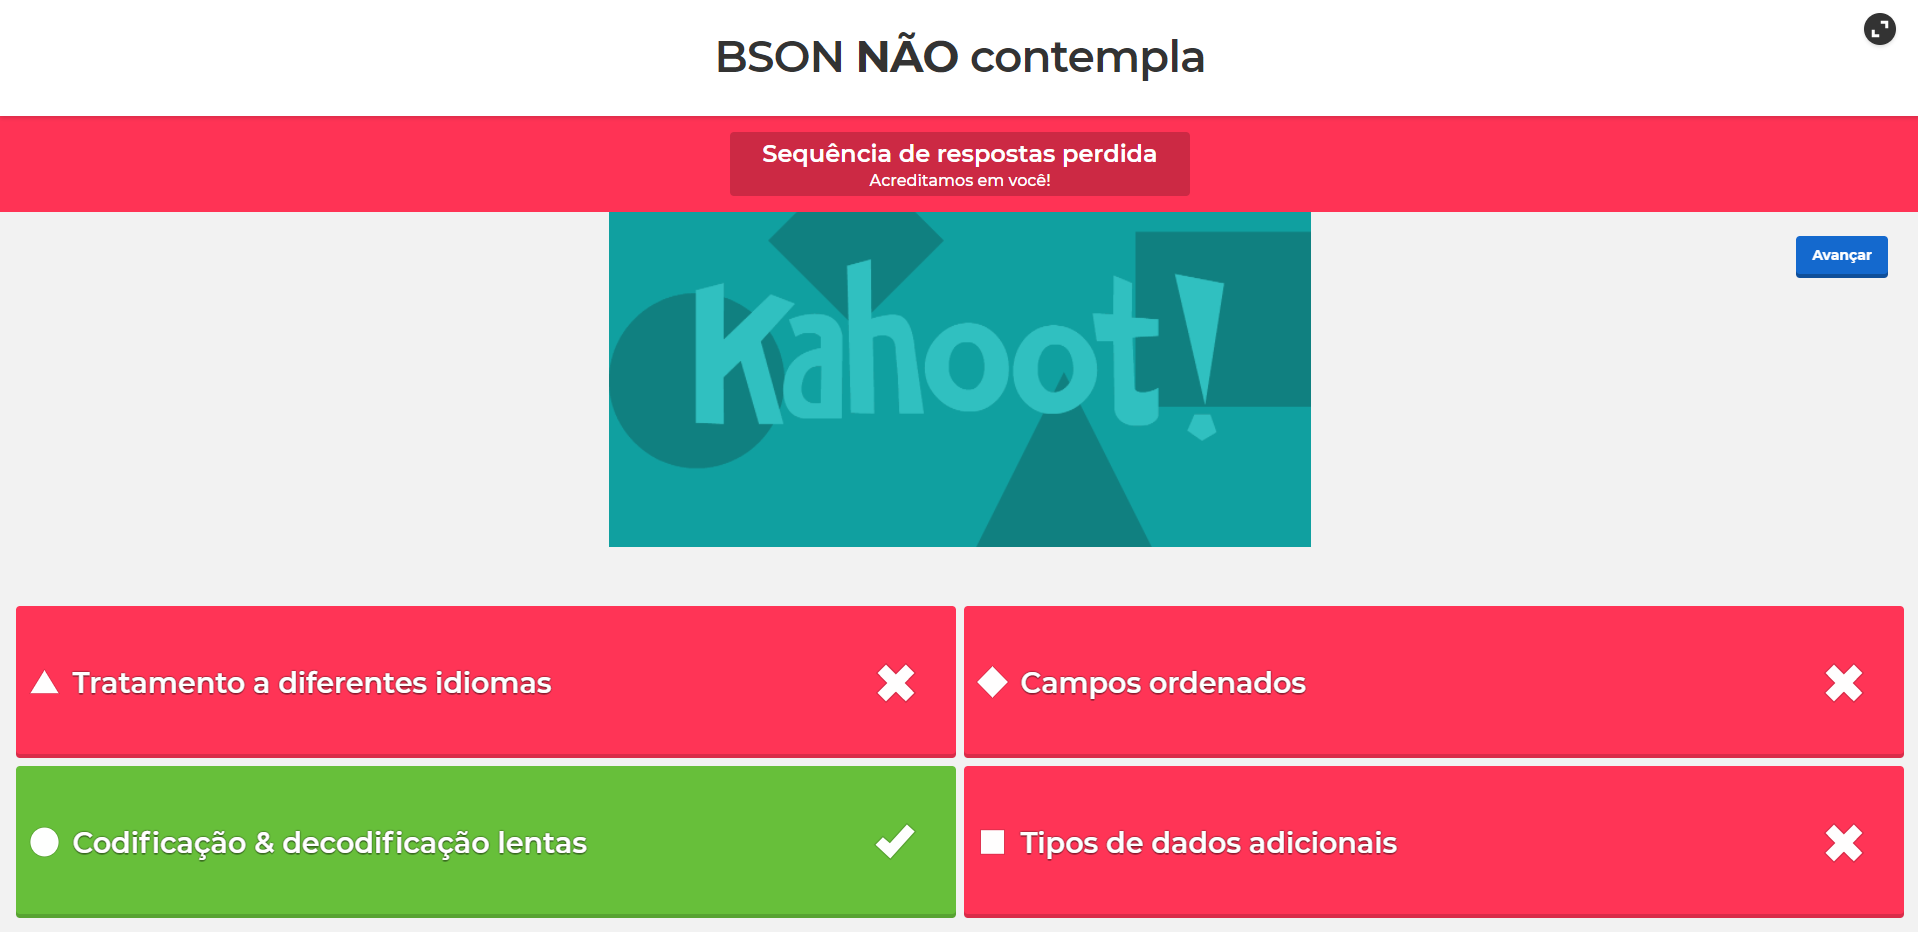 BSON NÃO contempla
Sequência de respostas perdida
Acreditamos em você!
Kahoot!
Avançar
Tratamento a diferentes idiomas
Campos ordenados
Codificação & decodificação lentas
Tipos de dados adicionais